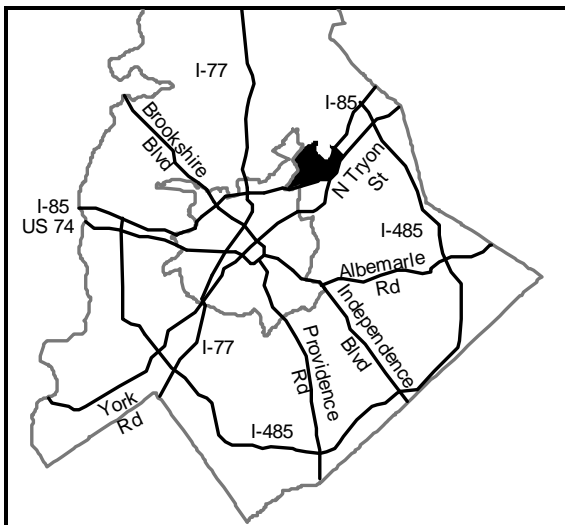 I-77
I-85
Brookshire
Blvd
N Tryon
St
I-85
US 74
I-485
Albemarle
Rd
Independence
Blvd
Providence
Rd
I-77
York
Rd
I-485